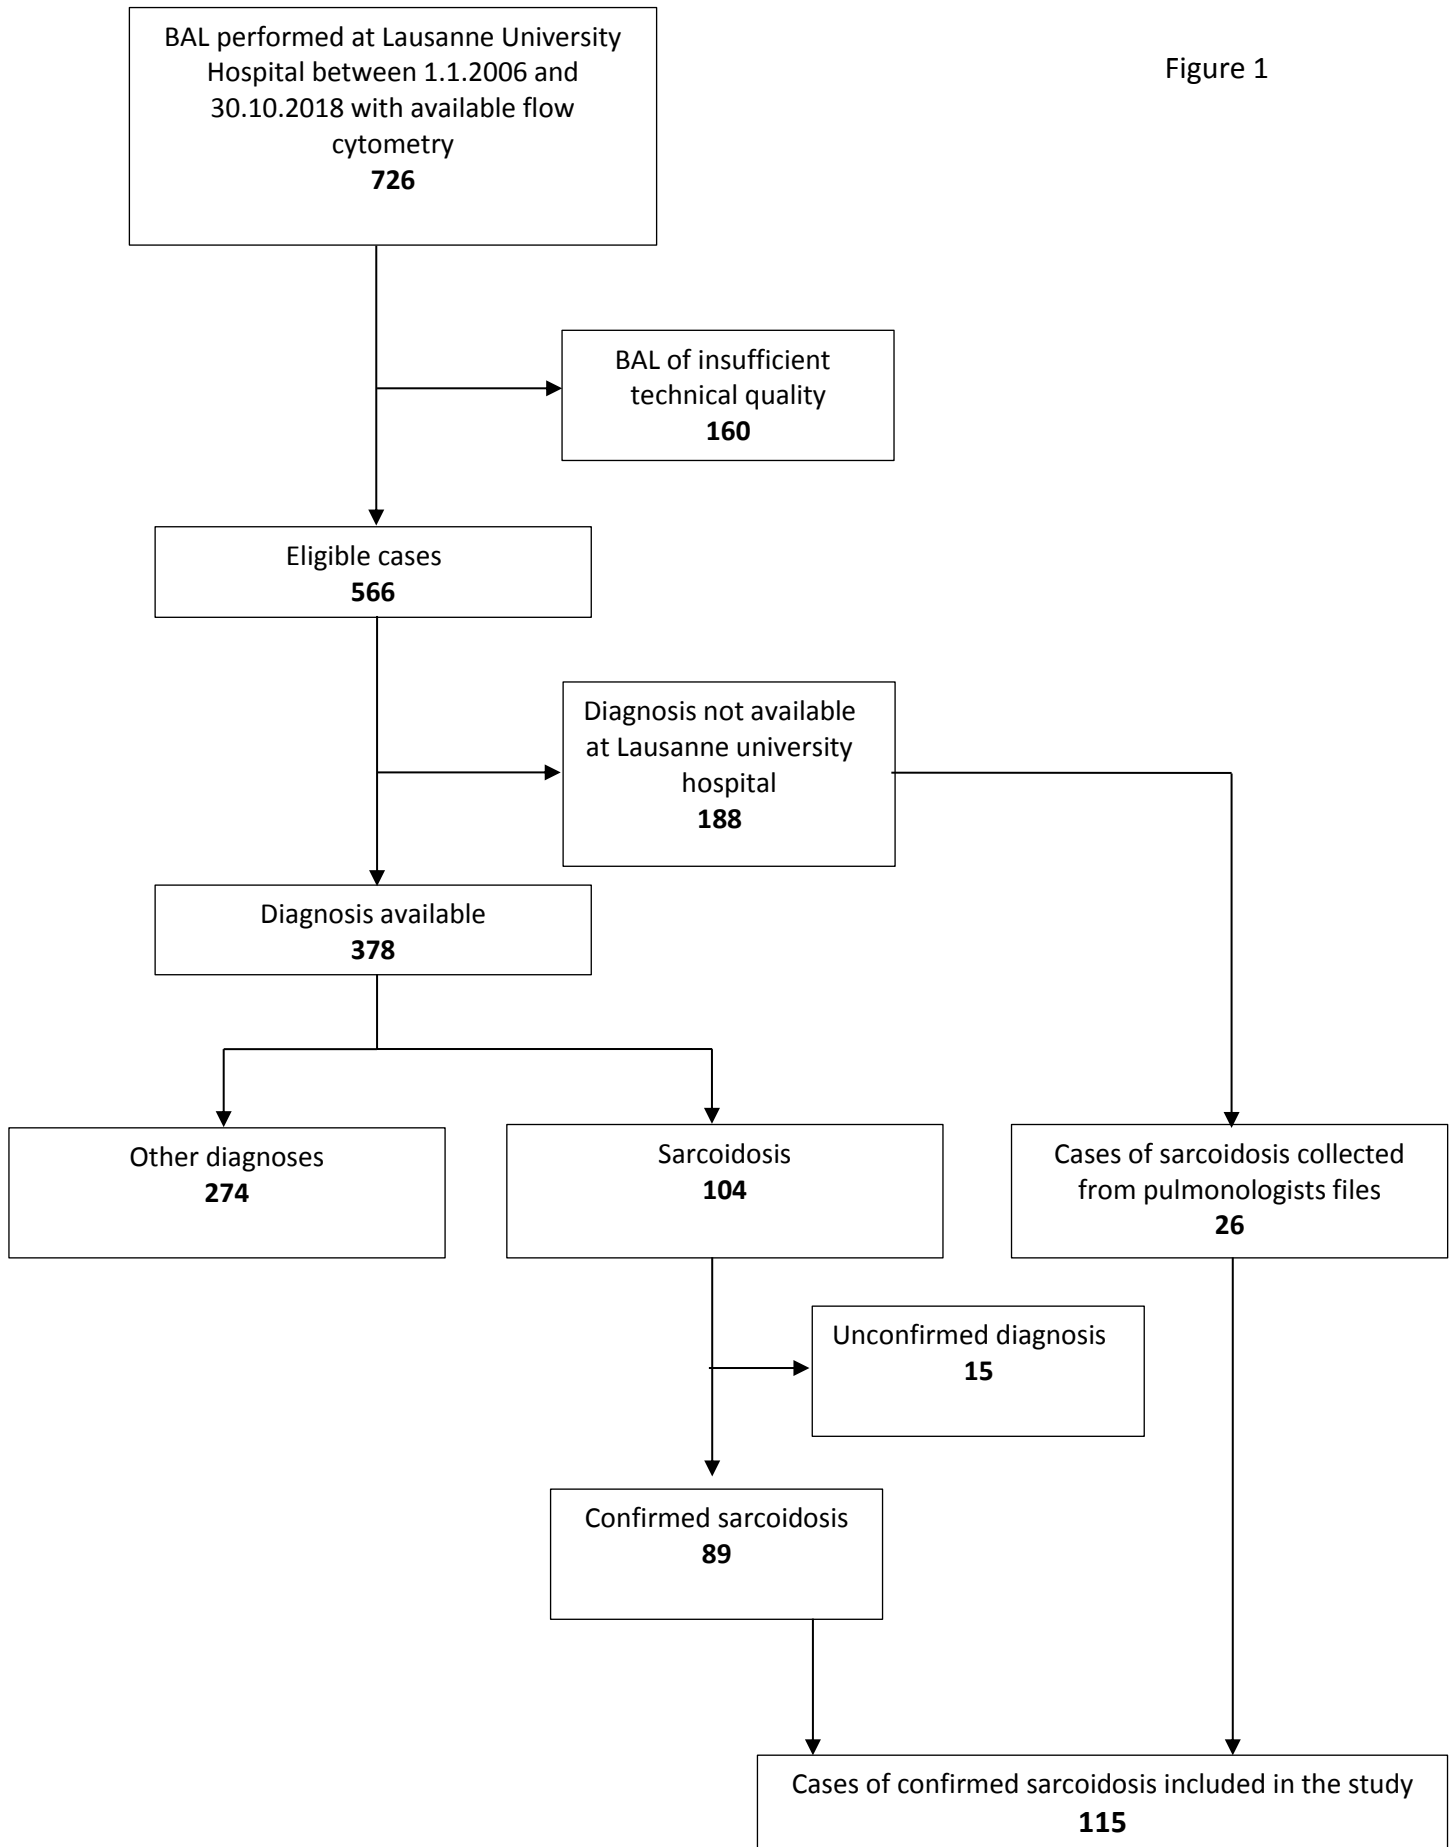 BAL performed at Lausanne University
Hospital between 1.1.2006 and
30.10.2018 with available flow
cytometry
726
Figure 1
BAL of insufficient
technical quality
160
Eligible cases
566
Diagnosis not available
at Lausanne university
hospital
188
Diagnosis available
378
Other diagnoses
274
Sarcoidosis
104
Cases of sarcoidosis collected
from pulmonologists files
26
Unconfirmed diagnosis
15
Confirmed sarcoidosis
89
Cases of confirmed sarcoidosis included in the study
115